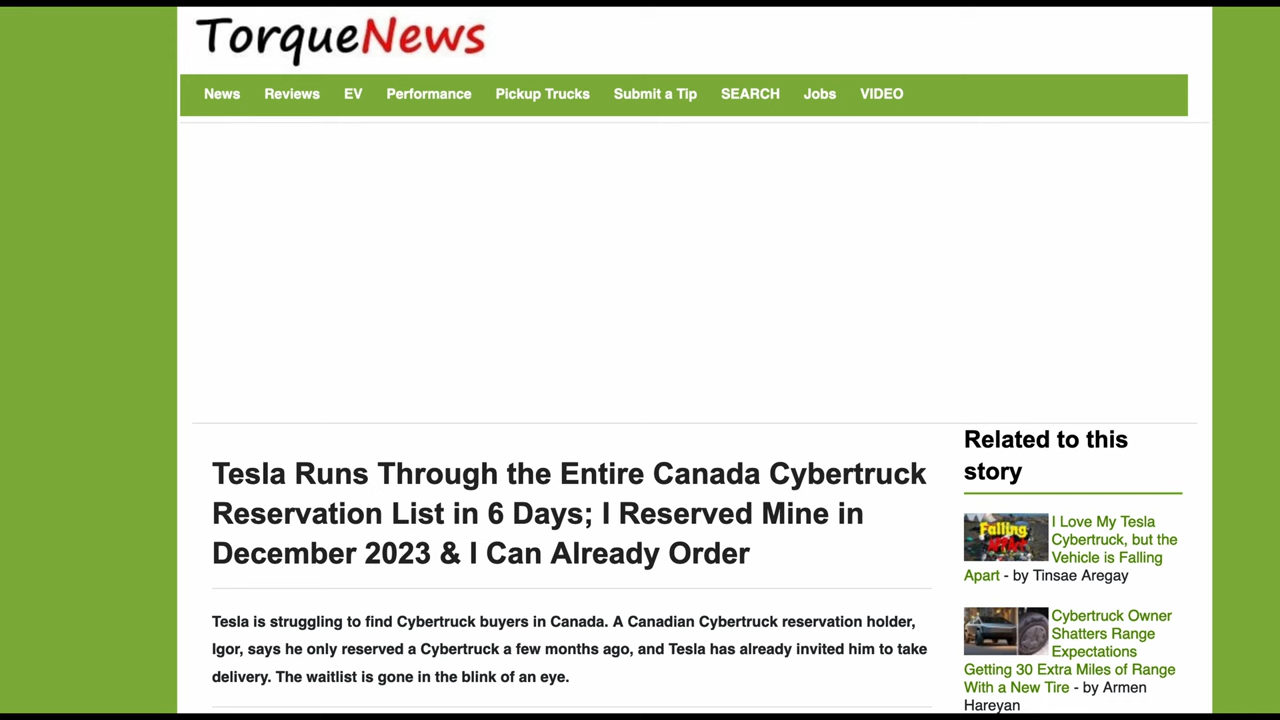 TorqueNews
News Reviews EV Performance Pickup Trucks Submit a Tip SEARCH Jobs VIDEO
Tesla Runs Through the Entire Canada Cybertruck
Reservation List in 6 Days; I Reserved Mine in
December 2023 & I Can Already Order
Tesla is struggling to find Cybertruck buyers in Canada. A Canadian Cybertruck reservation holder,
Igor, says he only reserved a Cybertruck a few months ago, and Tesla has already invited him to take
delivery. The waitlist is gone in the blink of an eye.
Related to this
story
Falling
Apart
I Love My Tesla
Cybertruck, but the
Vehicle is Falling
Apart - by Tinsae Aregay
Cybertruck Owner
Shatters Range
Expectations
Getting 30 Extra Miles of Range
With a New Tire - by Armen
Hareyan